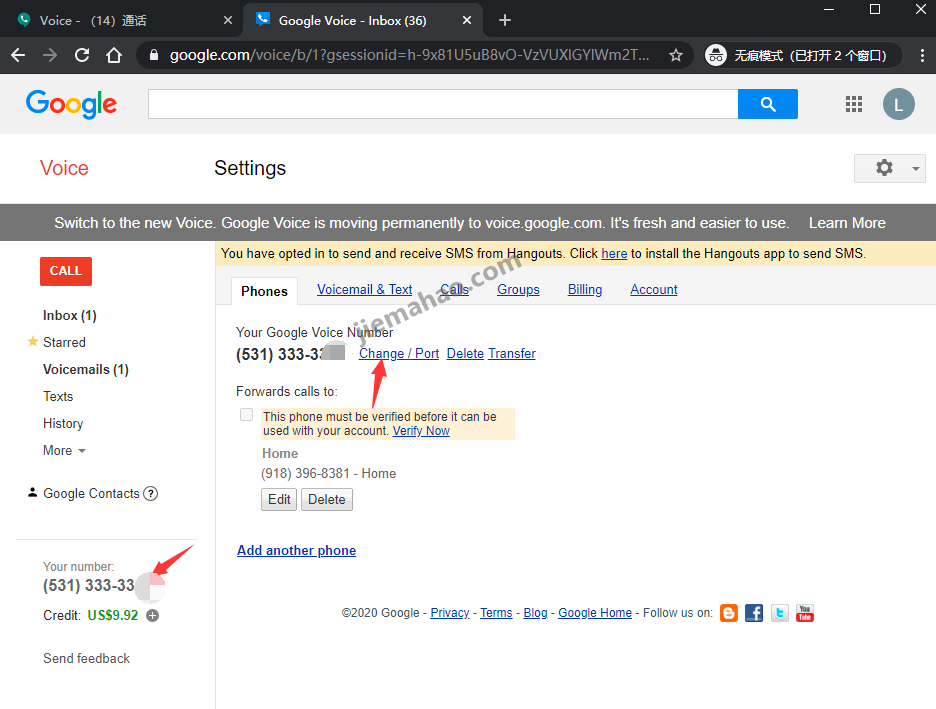 Voice - （14）通话
Google Voice - Inbox (36)
google.com/voice/b/1?gsessionid=h-9x81U5uB8vO-VzVUXlGYlWm2T...
无痕模式（已打开 2 个窗口）
Google
L
Voice
Settings
Switch to the new Voice. Google Voice is moving permanently to voice.google.com. It's fresh and easier to use. Learn More
CALL
Inbox (1)
Starred
Voicemails (1)
Texts
History
More
Google Contacts ?
Your number:
(531) 333-33
Credit: US$9.92
Send feedback
You have opted in to send and receive SMS from Hangouts. Click here to install the Hangouts app to send SMS.
Phones Voicemail & Text Calls Groups Billing Account
jiemahao.com
Your Google Voice Number
(531) 333-33 Change / Port Delete Transfer
Forwards calls to:
This phone must be verified before it can be
used with your account. Verify Now
Home
(918) 396-8381 - Home
Edit Delete
Add another phone
©2020 Google - Privacy - Terms - Blog - Google Home - Follow us on:
You Tube